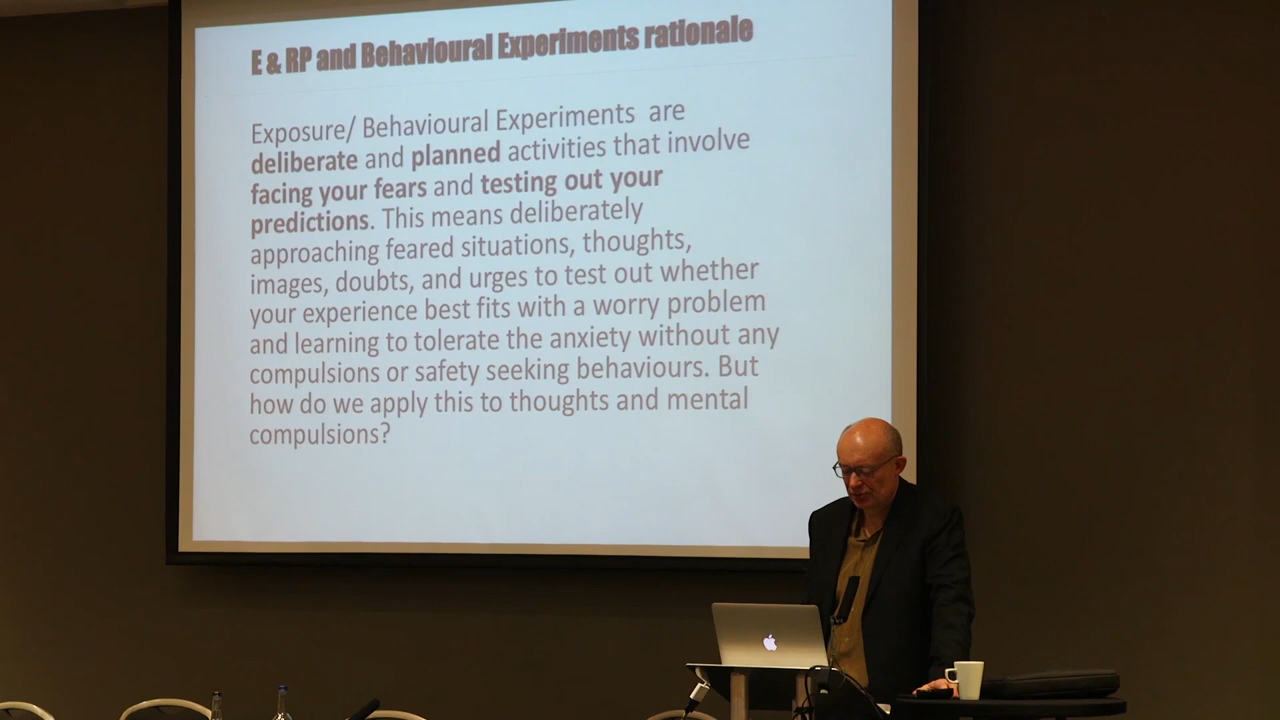 E & RP and Behavioural Experiments rationale
Exposure/ Behavioural Experiments are
deliberate and planned activities that involve
facing your fears and testing out your
predictions. This means deliberately
approaching feared situations, thoughts,
images, doubts, and urges to test out whether
your experience best fits with a worry problem
and learning to tolerate the anxiety without any
compulsions or safety seeking behaviours. But
how do we apply this to thoughts and mental
compulsions?